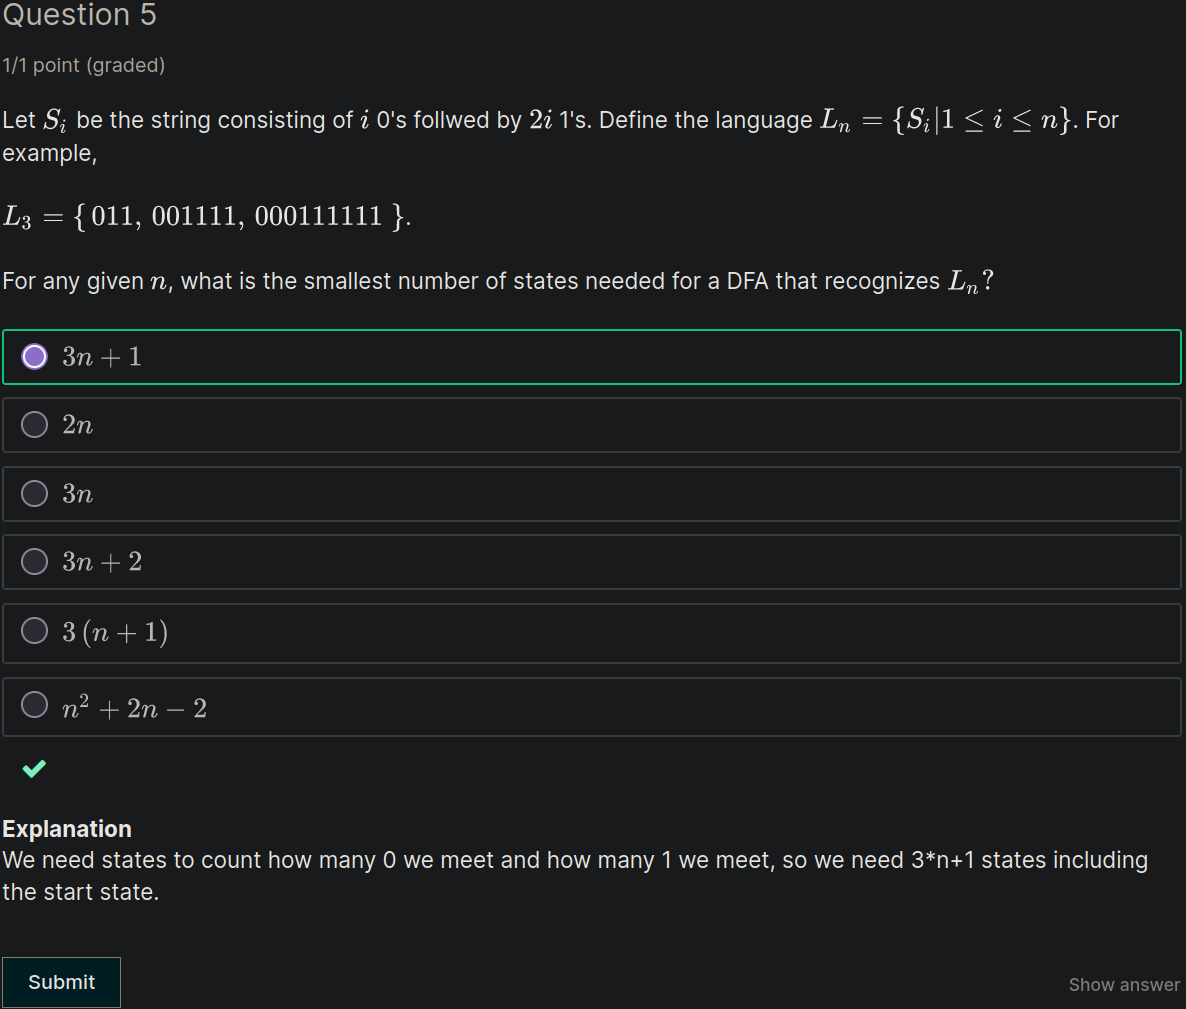 Question 5
1/1 point (graded)
Let S_i be the string consisting of i 0's follwed by 2i 1's. Define the language L_n = {S_i|1 ≤ i ≤ n}. For
example,
L_3 = { 011, 001111, 000111111 }.
For any given n, what is the smallest number of states needed for a DFA that recognizes L_n?
3n + 1
2n
3n
3n + 2
3 (n + 1)
n² + 2n − 2
Explanation
We need states to count how many 0 we meet and how many 1 we meet, so we need 3*n+1 states including
the start state.
Submit
Show answer